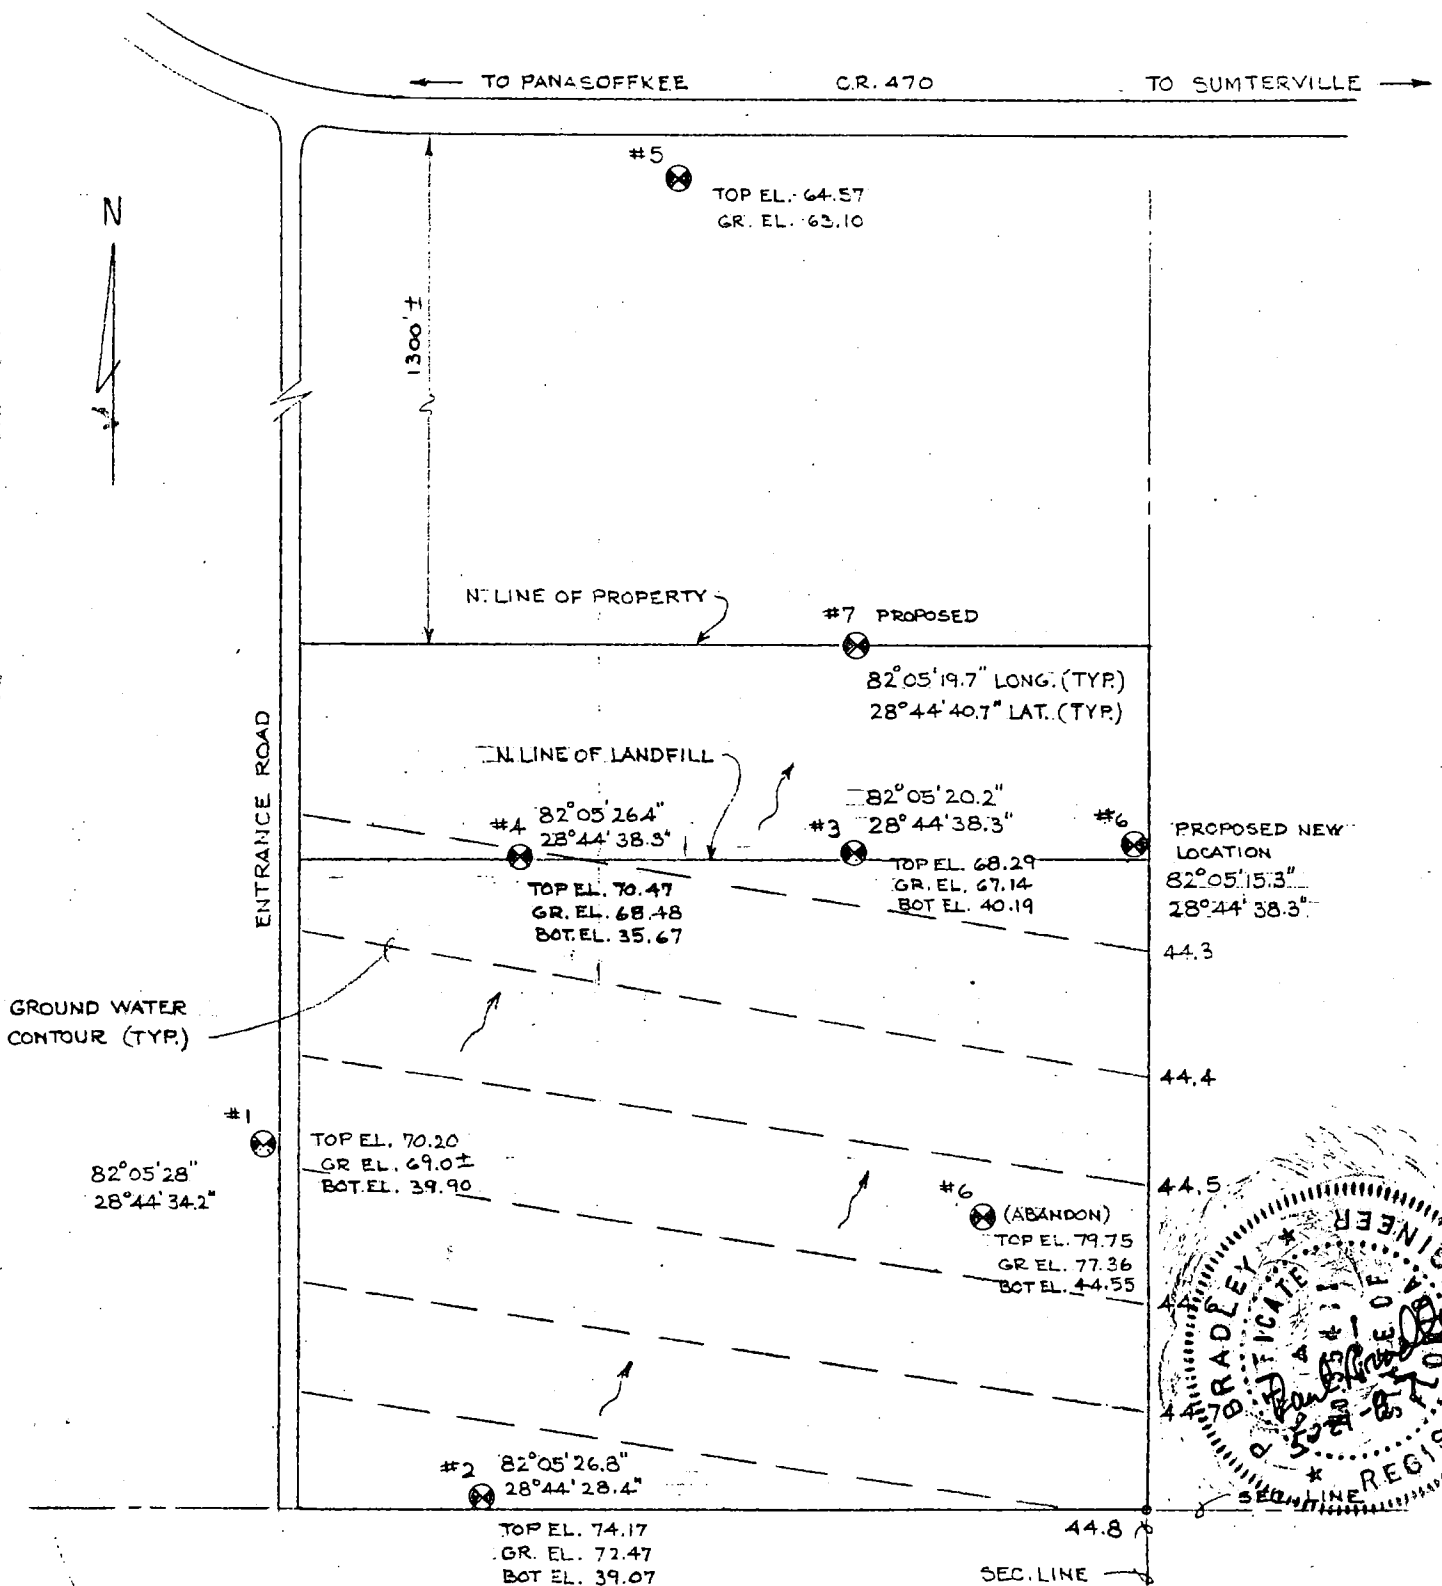 TO PANASOFFKEE C.R. 470 TO SUMTERVILLE
#5
TOP EL. 64.57
GR. EL. 63.10
N
1300'±
N. LINE OF PROPERTY
#7 PROPOSED
82°05'19.7" LONG. (TYP.)
28°44'40.7" LAT. (TYP.)
ENTRANCE ROAD
N. LINE OF LANDFILL
#4 82°05'26.4"
28°44'38.3"
TOP EL. 70.47
GR. EL. 68.48
BOT. EL. 35.67
#3 82°05'20.2"
28°44'38.3"
TOP EL. 68.29
GR. EL. 67.14
BOT EL. 40.19
#6
PROPOSED NEW
LOCATION
82°05'15.3"
28°44'38.3"
44.3
GROUND WATER
CONTOUR (TYP.)
44.4
#1
82°05'28"
28°44'34.2"
TOP EL. 70.20
GR EL. 69.0±
BOT. EL. 39.90
44.5
#6 (ABANDON)
TOP EL. 79.75
GR EL. 77.36
BOT EL. 44.55
44.7
BRADLEY
REGIS
STATE OF
#2 82°05'26.8"
28°44'28.4"
TOP EL. 74.17
GR. EL. 72.47
BOT EL. 39.07
44.8
SEC. LINE
SEC. LINE